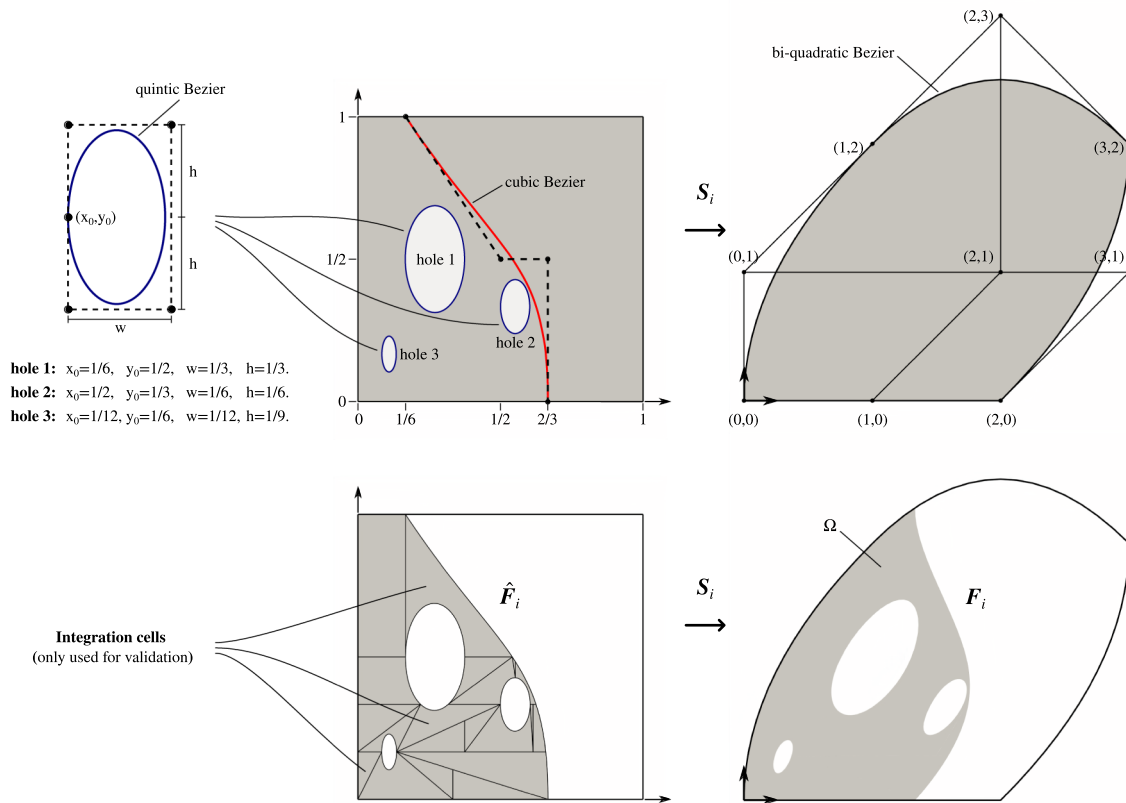 quintic Bezier
h
(x₀,y₀)
h
w
hole 1: x₀=1/6, y₀=1/2, w=1/3, h=1/3.
hole 2: x₀=1/2, y₀=1/3, w=1/6, h=1/6.
hole 3: x₀=1/12, y₀=1/6, w=1/12, h=1/9.
1
cubic Bezier
1/2
hole 1
hole 2
hole 3
0
0 1/6 1/2 2/3 1
S_i
(2,3)
bi-quadratic Bezier
(1,2) (3,2)
(0,1) (2,1) (3,1)
(0,0) (1,0) (2,0)
Integration cells
(only used for validation)
F̂_i
S_i
Ω
F_i